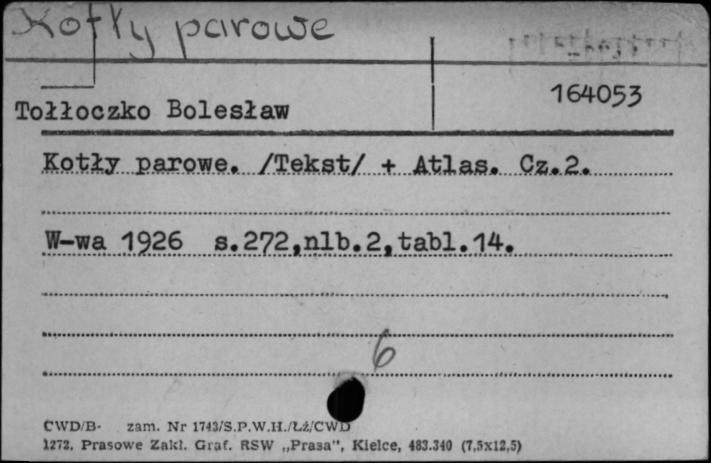 Kotły parowe
164053
Tołłoczko Bolesław
Kotły parowe. /Tekst/ + Atlas. Cz.2.
W-wa 1926 s.272,nlb.2,tabl.14.
6
CWD/B- zam. Nr 1743/S.P.W.H./Łź/CWD
1272. Prasowe Zakł. Graf. RSW „Prasa", Kielce, 483.340 (7,5x12,5)